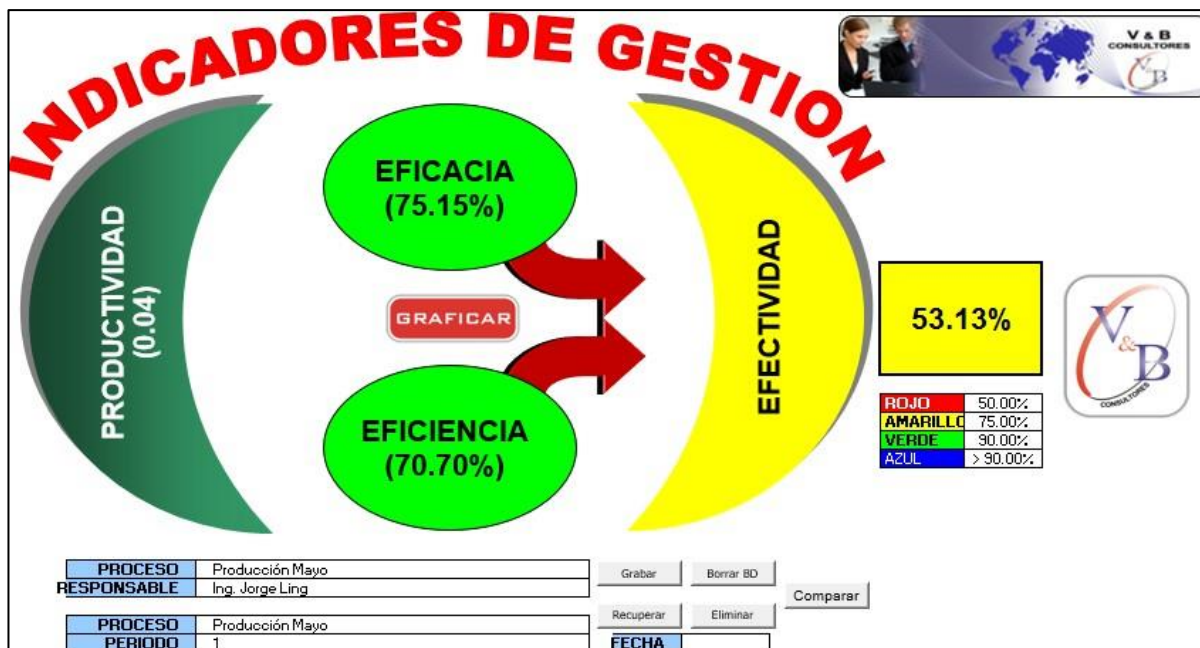 INDICADORES DE GESTION
V & B
CONSULTORES
V&B
PRODUCTIVIDAD
(0.04)
EFICACIA
(75.15%)
GRAFICAR
EFICIENCIA
(70.70%)
EFECTIVIDAD
53.13%
V&B
CONSULTORES
ROJO 50.00%
AMARILLO 75.00%
VERDE 90.00%
AZUL > 90.00%
PROCESO Producción Mayo
RESPONSABLE Ing. Jorge Ling
Grabar Borrar BD
Comparar
Recuperar Eliminar
PROCESO Producción Mayo
PERIODO 1
FECHA